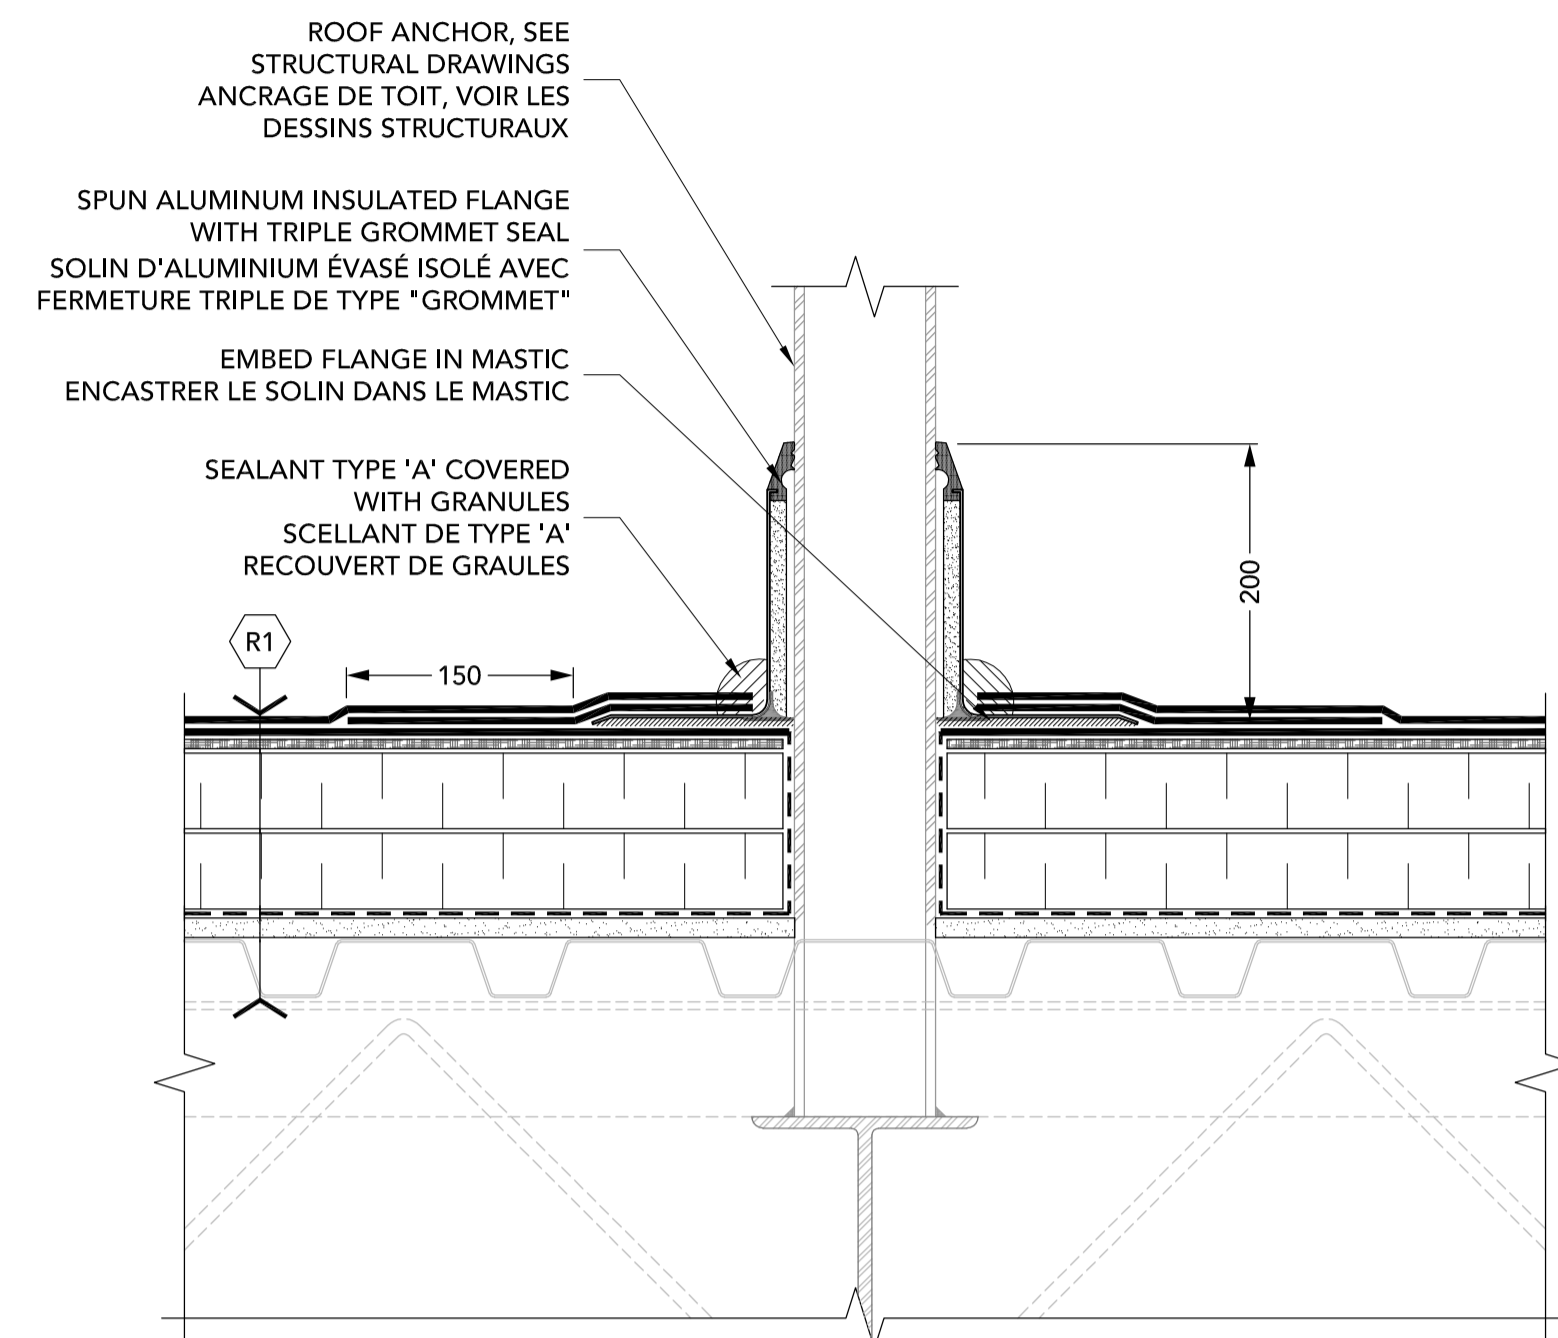 ROOF ANCHOR, SEE
STRUCTURAL DRAWINGS
ANCRAGE DE TOIT, VOIR LES
DESSINS STRUCTURAUX
SPUN ALUMINUM INSULATED FLANGE
WITH TRIPLE GROMMET SEAL
SOLIN D'ALUMINIUM ÉVASÉ ISOLÉ AVEC
FERMETURE TRIPLE DE TYPE "GROMMET"
EMBED FLANGE IN MASTIC
ENCASTRER LE SOLIN DANS LE MASTIC
SEALANT TYPE 'A' COVERED
WITH GRANULES
SCELLANT DE TYPE 'A'
RECOUVERT DE GRAULES
R1
150
200